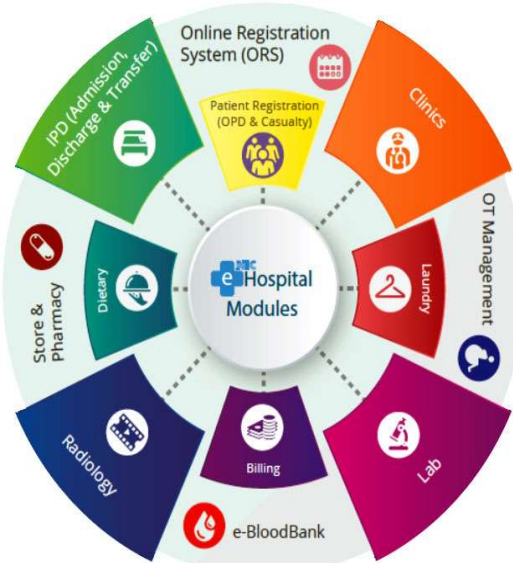 Online Registration
System (ORS)
IPD (Admission,
Discharge & Transfer)
Patient Registration
(OPD & Casualty)
Clinics
OT Management
Store &
Pharmacy
Dietary
e Hospital
Modules
Laundry
Radiology
Billing
Lab
e-BloodBank